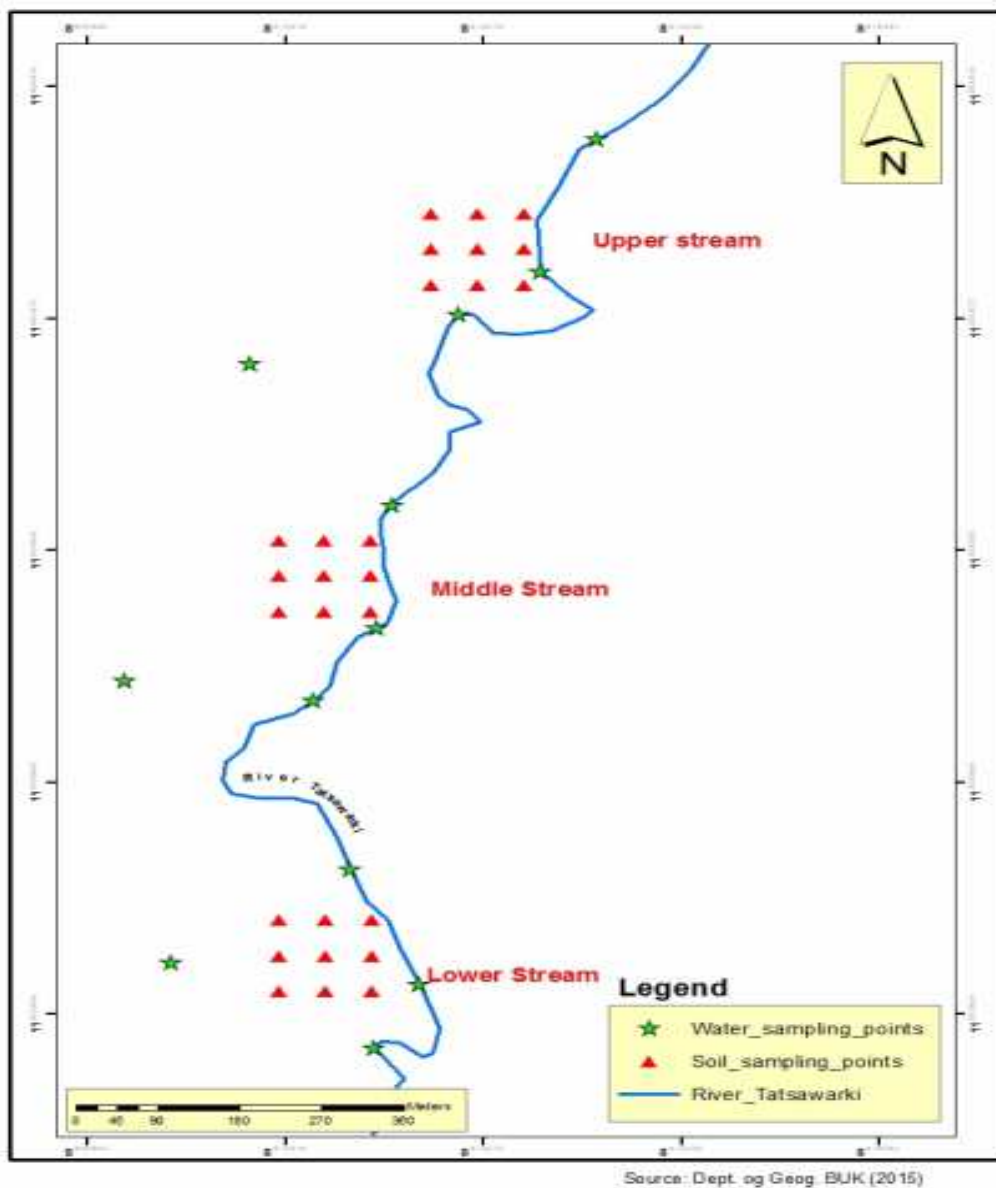 N
Upper stream
Middle Stream
River Tatsawarki
Lower Stream
Legend
Water_sampling_points
Soil_sampling_points
River_Tatsawarki
Meters
0 45 90 180 270 360
Source: Dept. og Geog. BUK (2015)